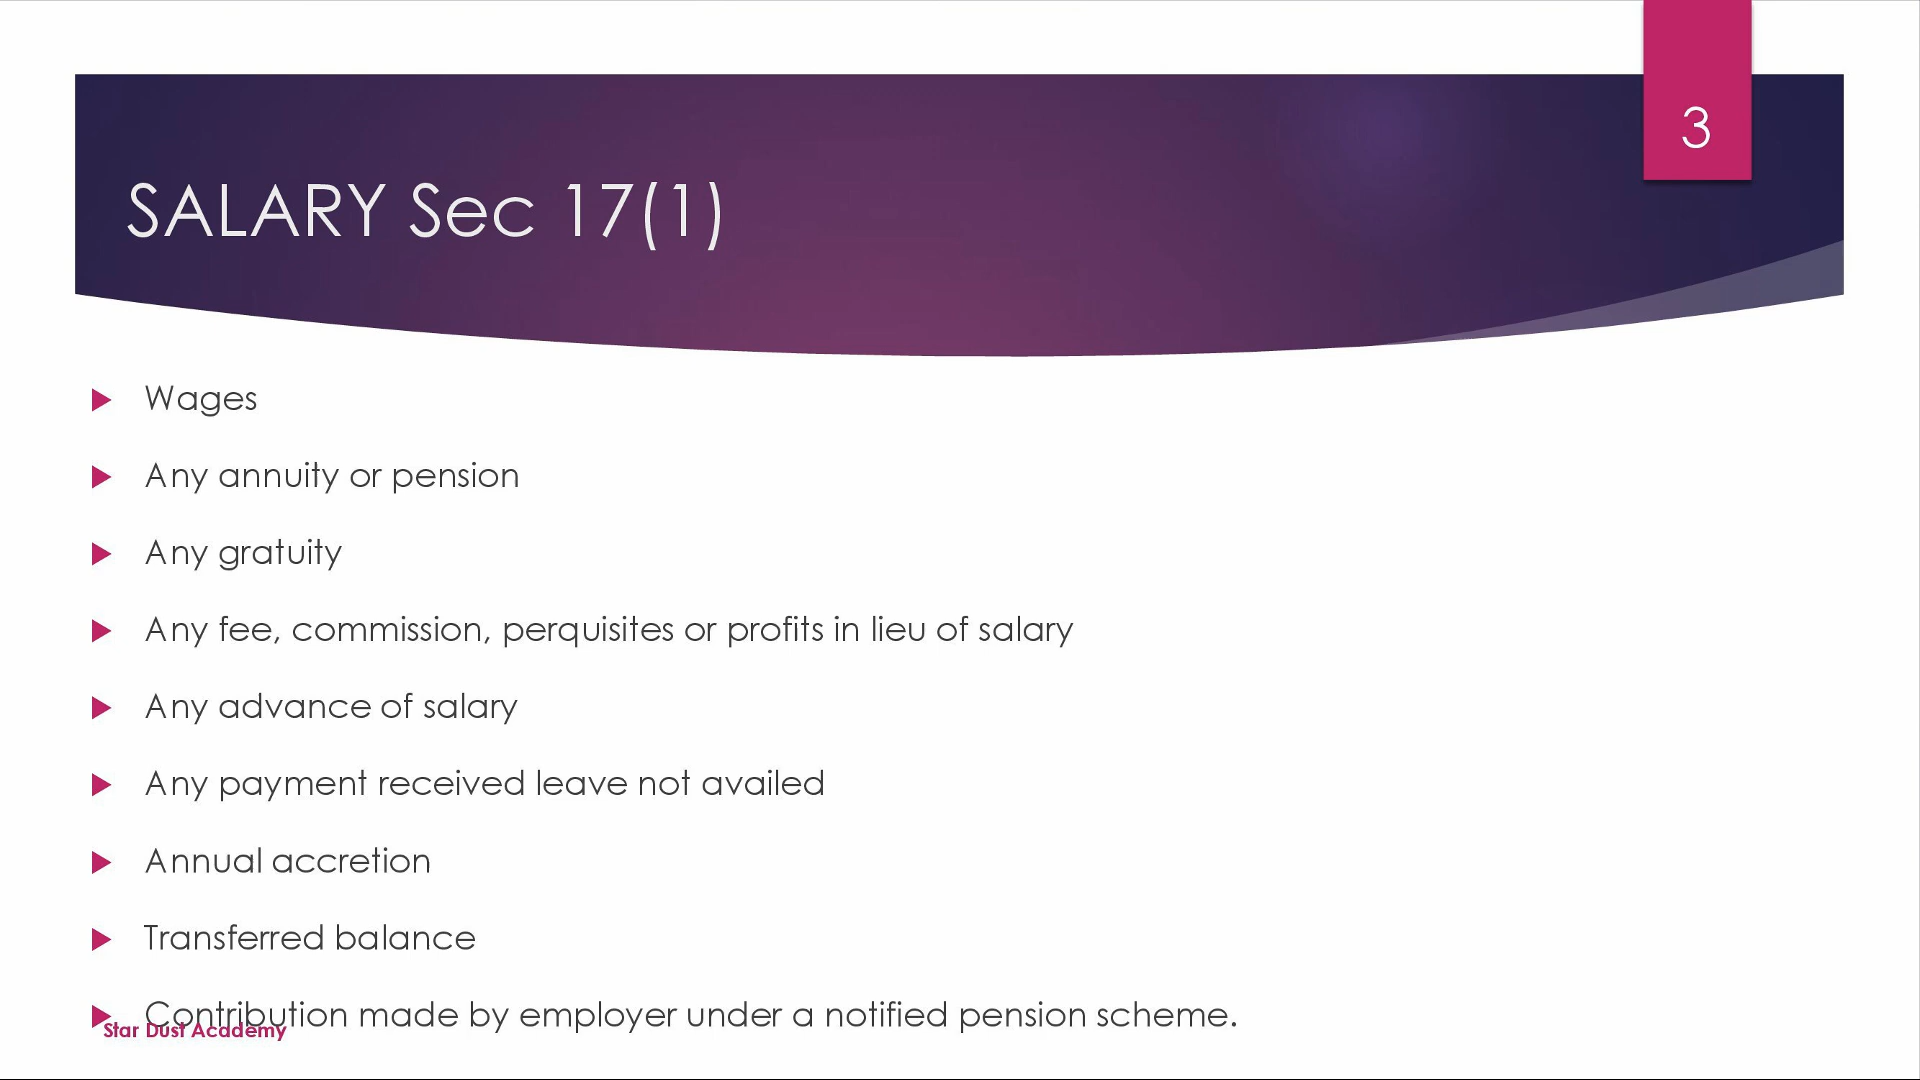 3
SALARY Sec 17(1)
Wages
Any annuity or pension
Any gratuity
Any fee, commission, perquisites or profits in lieu of salary
Any advance of salary
Any payment received leave not availed
Annual accretion
Transferred balance
Contribution made by employer under a notified pension scheme.
Star Dust Academy